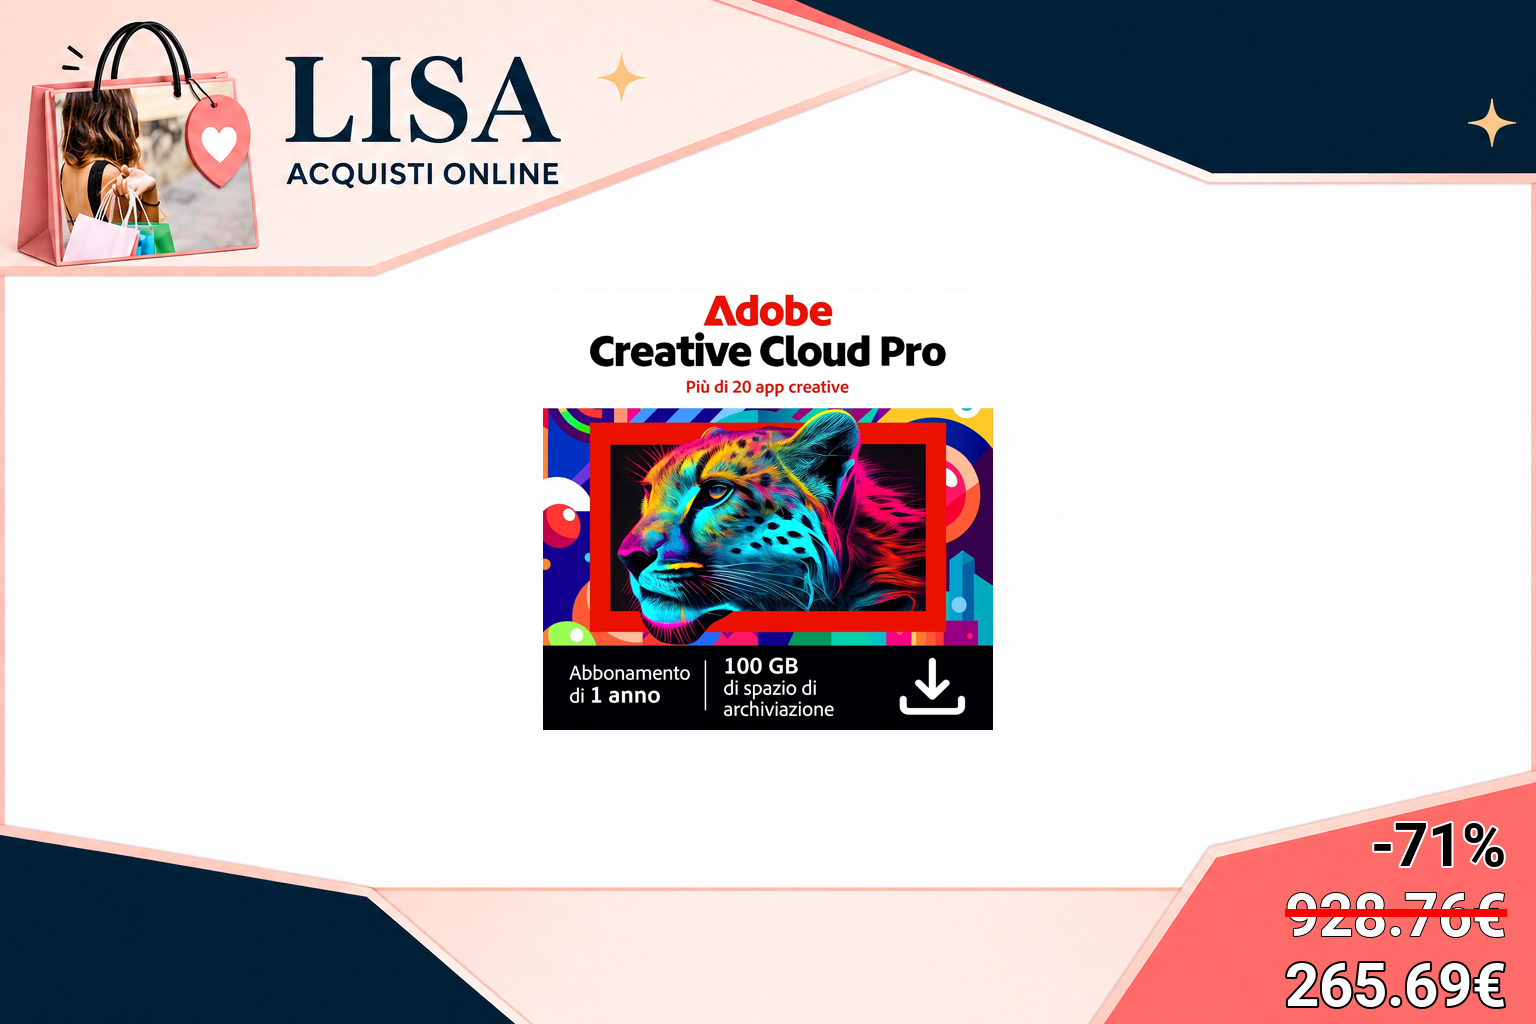 LISA
ACQUISTI ONLINE
Adobe
Creative Cloud Pro
Più di 20 app creative
Abbonamento
di 1 anno
100 GB
di spazio di
archiviazione
-71%
928.76€
265.69€